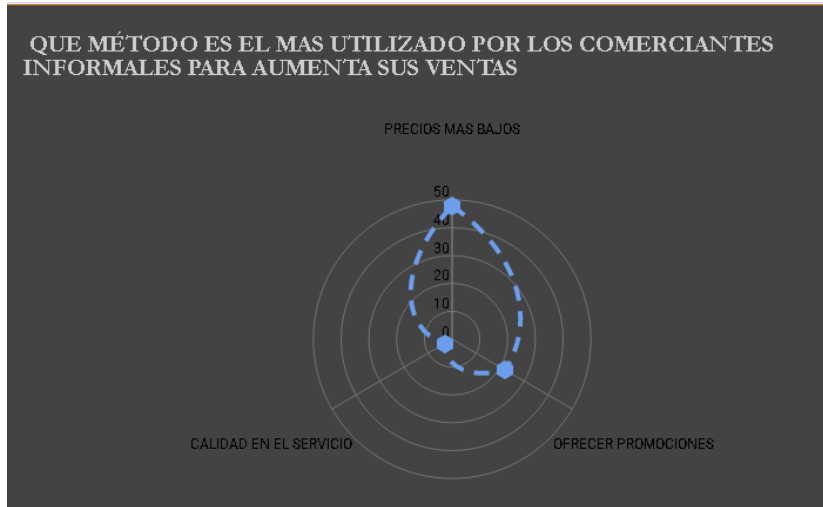 QUE MÉTODO ES EL MAS UTILIZADO POR LOS COMERCIANTES
INFORMALES PARA AUMENTA SUS VENTAS
PRECIOS MAS BAJOS
50
40
30
20
10
0
CALIDAD EN EL SERVICIO
OFRECER PROMOCIONES